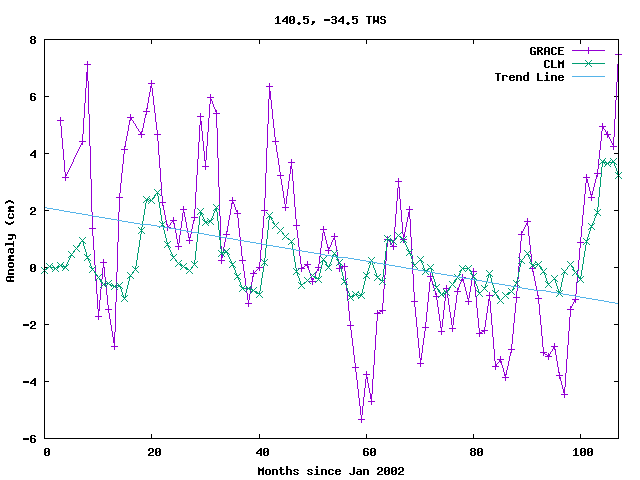 140.5, -34.5 TWS
GRACE
CLM
Trend Line
8
6
4
2
0
-2
-4
-6
Anomaly (cm)
0 20 40 60 80 100
Months since Jan 2002